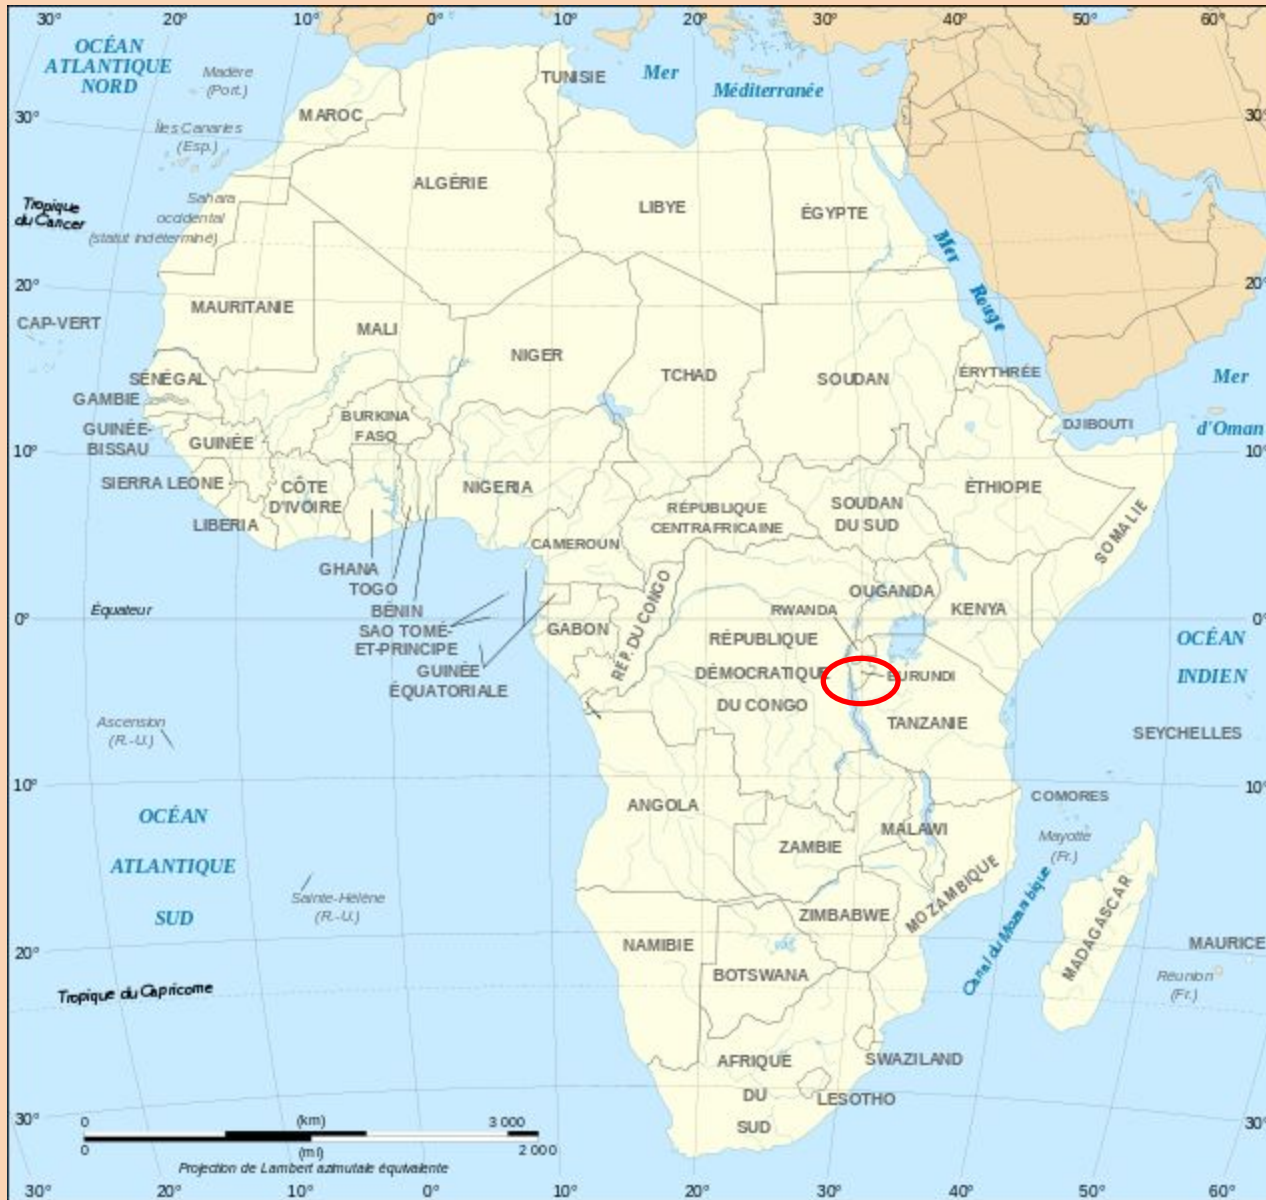 30° 20° 10° 0° 10° 20° 30° 40° 50° 60°
OCÉAN
ATLANTIQUE
NORD
Madère
(Port.)
TUNISIE
Mer
Méditerranée
30°
30°
MAROC
Îles Canaries
(Esp.)
ALGÉRIE
LIBYE
ÉGYPTE
Tropique
du Cancer
Sahara
occidental
(statut indéterminé)
Mer
Rouge
20°
20°
MAURITANIE
CAP-VERT
MALI
NIGER
TCHAD
SOUDAN
ÉRYTHRÉE
Mer
d'Oman
SÉNÉGAL
GAMBIE
GUINÉE-
BISSAU
BURKINA
FASO
DJIBOUTI
GUINÉE
10°
10°
SIERRA LEONE
CÔTE
D'IVOIRE
NIGERIA
RÉPUBLIQUE
CENTRAFRICAINE
SOUDAN
DU SUD
ÉTHIOPIE
LIBERIA
CAMEROUN
SOMALIE
GHANA
TOGO
BÉNIN
SAO TOMÉ-
ET-PRINCIPE
GUINÉE
ÉQUATORIALE
RÉP. DU CONGO
OUGANDA
RWANDA
KENYA
Équateur
0°
0°
GABON
RÉPUBLIQUE
DÉMOCRATIQUE
DU CONGO
BURUNDI
OCÉAN
INDIEN
TANZANIE
Ascension
(R.-U.)
SEYCHELLES
10°
10°
OCÉAN
ATLANTIQUE
SUD
ANGOLA
COMORES
MALAWI
Mayotte
(Fr.)
ZAMBIE
Sainte-Hélène
(R.-U.)
MOZAMBIQUE
Canal du Mozambique
MADAGASCAR
ZIMBABWE
20°
20°
NAMIBIE
BOTSWANA
MAURICE
Réunion
(Fr.)
Tropique du Capricorne
AFRIQUE
DU
SUD
SWAZILAND
LESOTHO
30°
30°
0 (km) 3 000
0 (mi) 2 000
Projection de Lambert azimutale équivalente
30° 20° 10° 0° 10° 20° 30° 40° 50° 60°